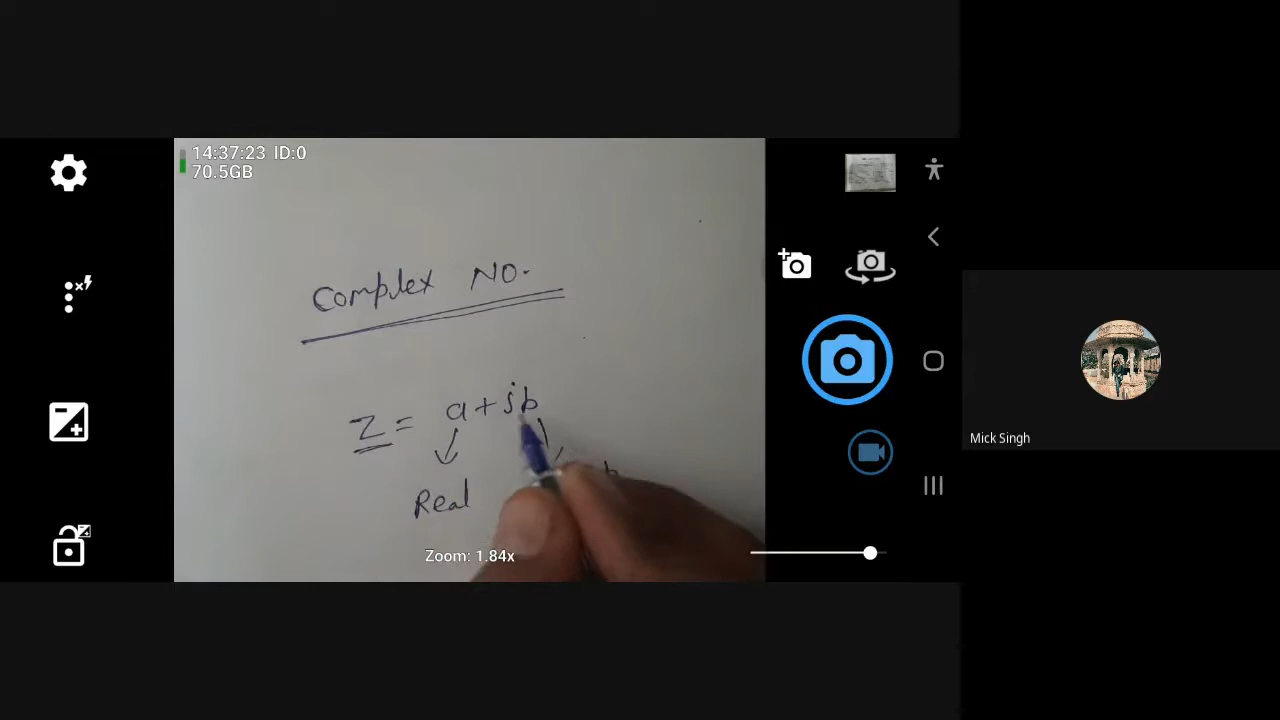 14:37:23 ID:0
70.5GB
Complex NO.
Z = a + ib
Real
Zoom: 1.84x
Mick Singh